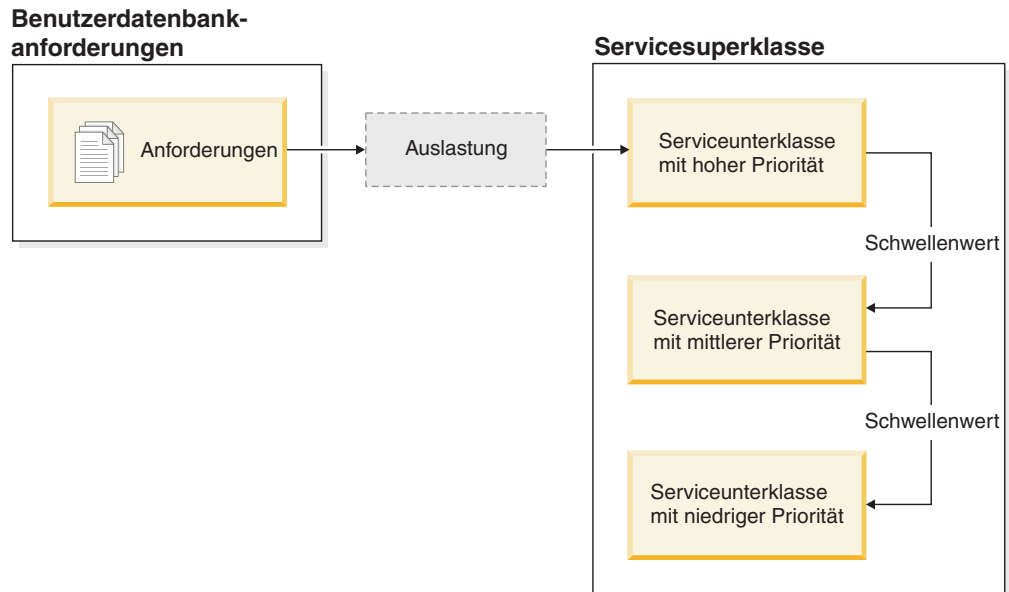 Benutzerdatenbank-
anforderungen
Anforderungen
Auslastung
Servicesuperklasse
Serviceunterklasse
mit hoher Priorität
Schwellenwert
Serviceunterklasse
mit mittlerer Priorität
Schwellenwert
Serviceunterklasse
mit niedriger Priorität